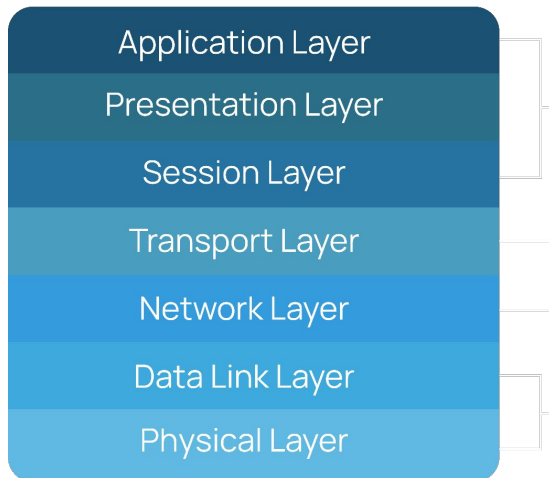 Application Layer
Presentation Layer
Session Layer
Transport Layer
Network Layer
Data Link Layer
Physical Layer